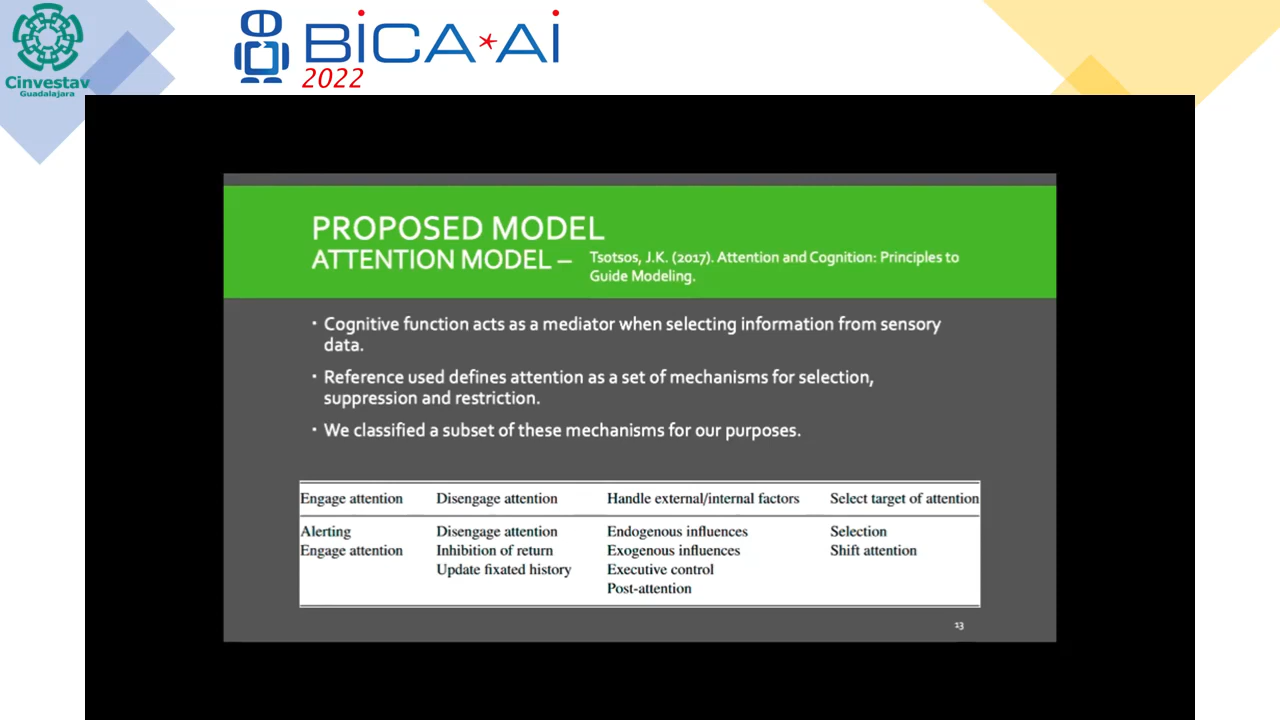 Cinvestav
Guadalajara
BiCA*Ai
2022
PROPOSED MODEL
ATTENTION MODEL – Tsotsos, J.K. (2017). Attention and Cognition: Principles to
Guide Modeling.
· Cognitive function acts as a mediator when selecting information from sensory
data.
· Reference used defines attention as a set of mechanisms for selection,
suppression and restriction.
· We classified a subset of these mechanisms for our purposes.
Engage attention Disengage attention Handle external/internal factors Select target of attention
Alerting Disengage attention Endogenous influences Selection
Engage attention Inhibition of return Exogenous influences Shift attention
Update fixated history Executive control
Post-attention
13